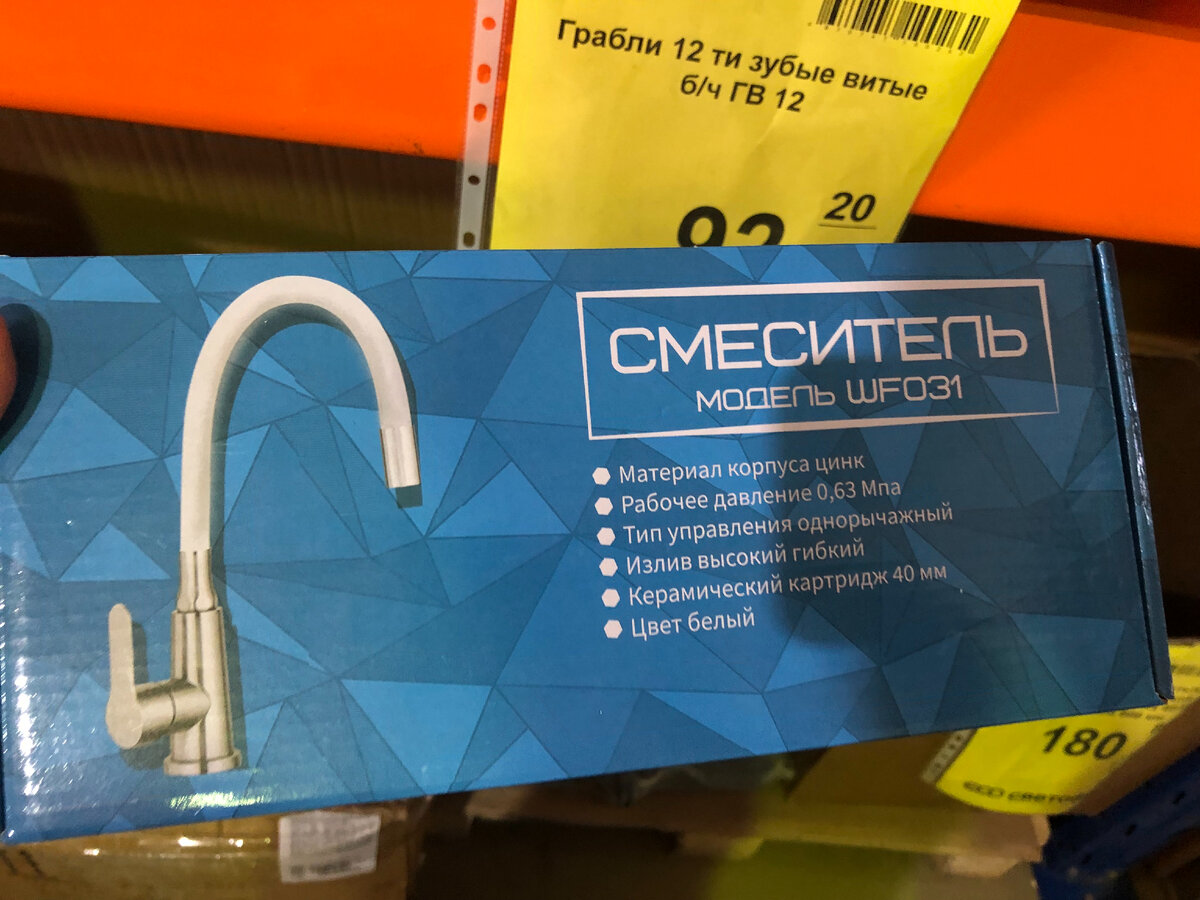 Грабли 12 ти зубые витые
б/ч ГВ 12
92 20
СМЕСИТЕЛЬ
МОДЕЛЬ WF031
Материал корпуса цинк
Рабочее давление 0,63 Мпа
Тип управления однорычажный
Излив высокий гибкий
Керамический картридж 40 мм
Цвет белый
180